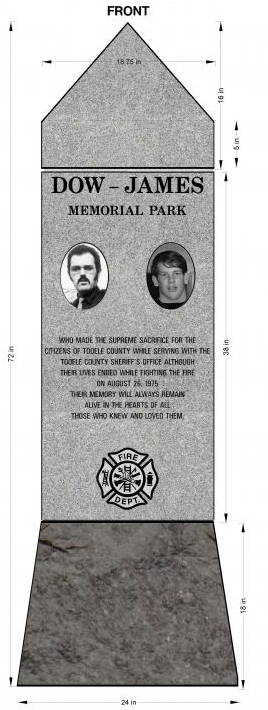 FRONT
18.75 in
16 in
5 in
DOW – JAMES
MEMORIAL PARK
WHO MADE THE SUPREME SACRIFICE FOR THE
CITIZENS OF TOOELE COUNTY WHILE SERVING WITH THE
TOOELE COUNTY SHERIFF'S OFFICE ALTHOUGH
THEIR LIVES ENDED WHILE FIGHTING THE FIRE
ON AUGUST 26, 1975
THEIR MEMORY WILL ALWAYS REMAIN
ALIVE IN THE HEARTS OF ALL
THOSE WHO KNEW AND LOVED THEM.
72 in
38 in
FIRE
DEPT.
18 in
24 in